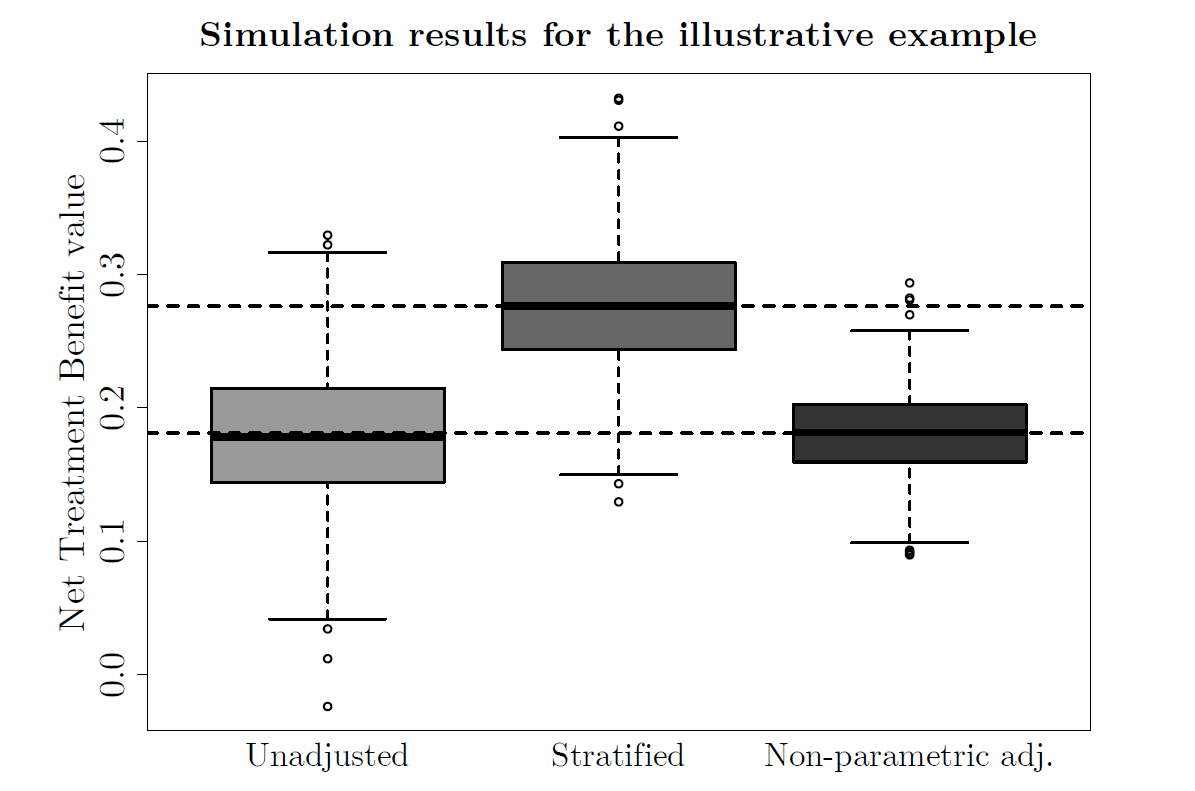 Simulation results for the illustrative example
Net Treatment Benefit value
0.4
0.3
0.2
0.1
0.0
Unadjusted
Stratified
Non-parametric adj.